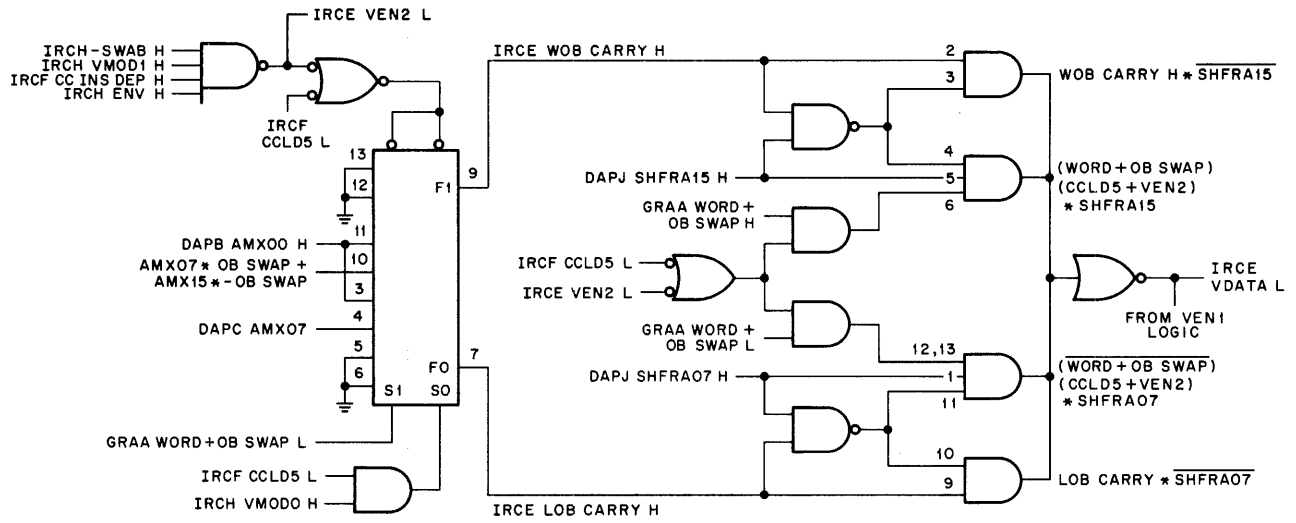 IRCE VEN2 L
IRCH-SWAB H
IRCH VMOD1 H
IRCF CC INS DEP H
IRCH ENV H
IRCF
CCLD5 L
13
12
11
10
3
4
5
6
9
F1
7
F0
S1
S0
DAPB AMX00 H
AMX07* OB SWAP +
AMX15*-OB SWAP
DAPC AMX07
GRAA WORD+OB SWAP L
IRCF CCLD5 L
IRCH VMOD0 H
IRCE WOB CARRY H
DAPJ SHFRA15 H
GRAA WORD+
OB SWAP H
IRCF CCLD5 L
IRCE VEN2 L
GRAA WORD+
OB SWAP L
DAPJ SHFRA07 H
IRCE LOB CARRY H
2
3
4
5
6
12,13
1
11
10
9
WOB CARRY H * SHFRA15
(WORD+OB SWAP)
(CCLD5+VEN2)
* SHFRA15
IRCE
VDATA L
FROM VEN1
LOGIC
(WORD+OB SWAP)
(CCLD5+VEN2)
* SHFRA07
LOB CARRY * SHFRA07